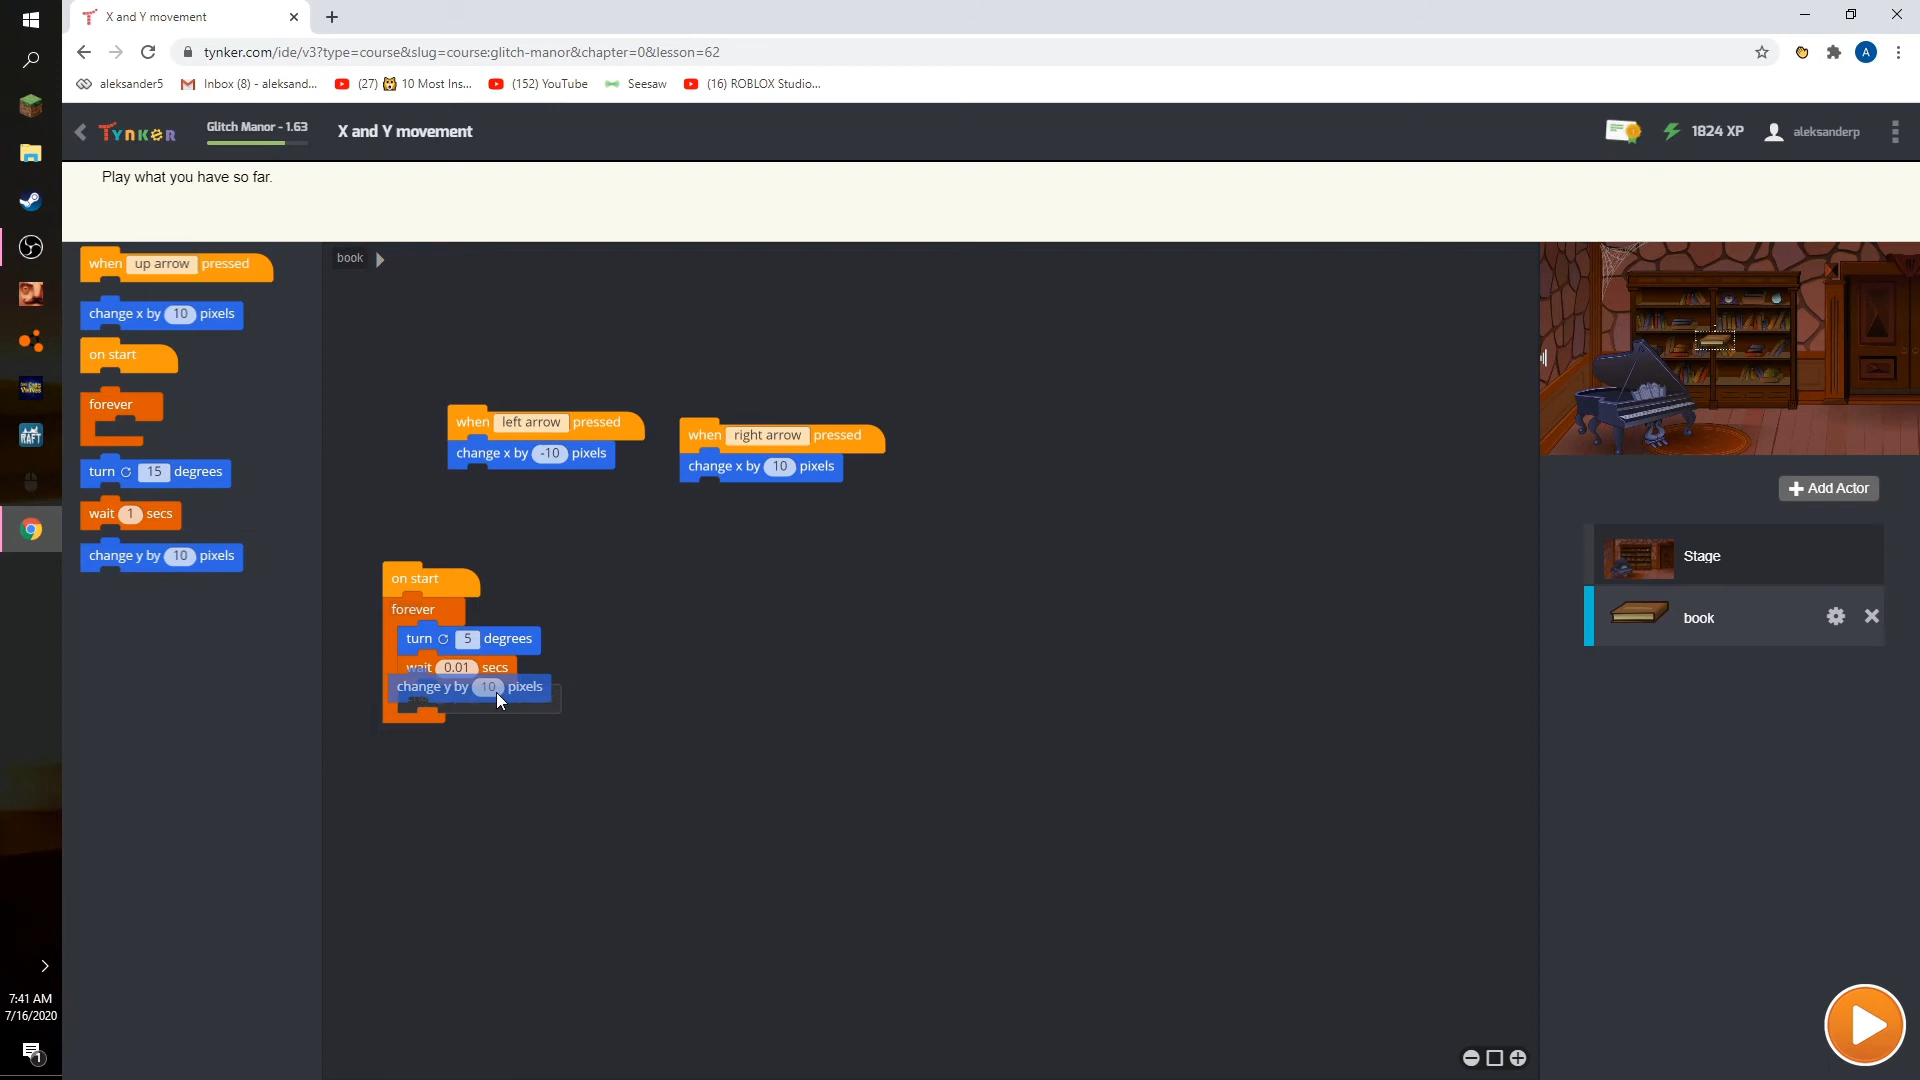 X and Y movement
tynker.com/ide/v3?type=course&slug=course:glitch-manor&chapter=0&lesson=62
A
aleksander5
Inbox (8) - aleksand...
(27) 10 Most Ins...
(152) YouTube
Seesaw
(16) ROBLOX Studio...
TYNKER
Glitch Manor - 1.63
X and Y movement
1824 XP
aleksanderp
Play what you have so far.
when up arrow pressed
change x by 10 pixels
on start
forever
turn 15 degrees
wait 1 secs
change y by 10 pixels
book
when left arrow pressed
change x by -10 pixels
when right arrow pressed
change x by 10 pixels
on start
forever
turn 5 degrees
wait 0.01 secs
change y by 10 pixels
Add Actor
Stage
book
RAFT
7:41 AM
7/16/2020
1